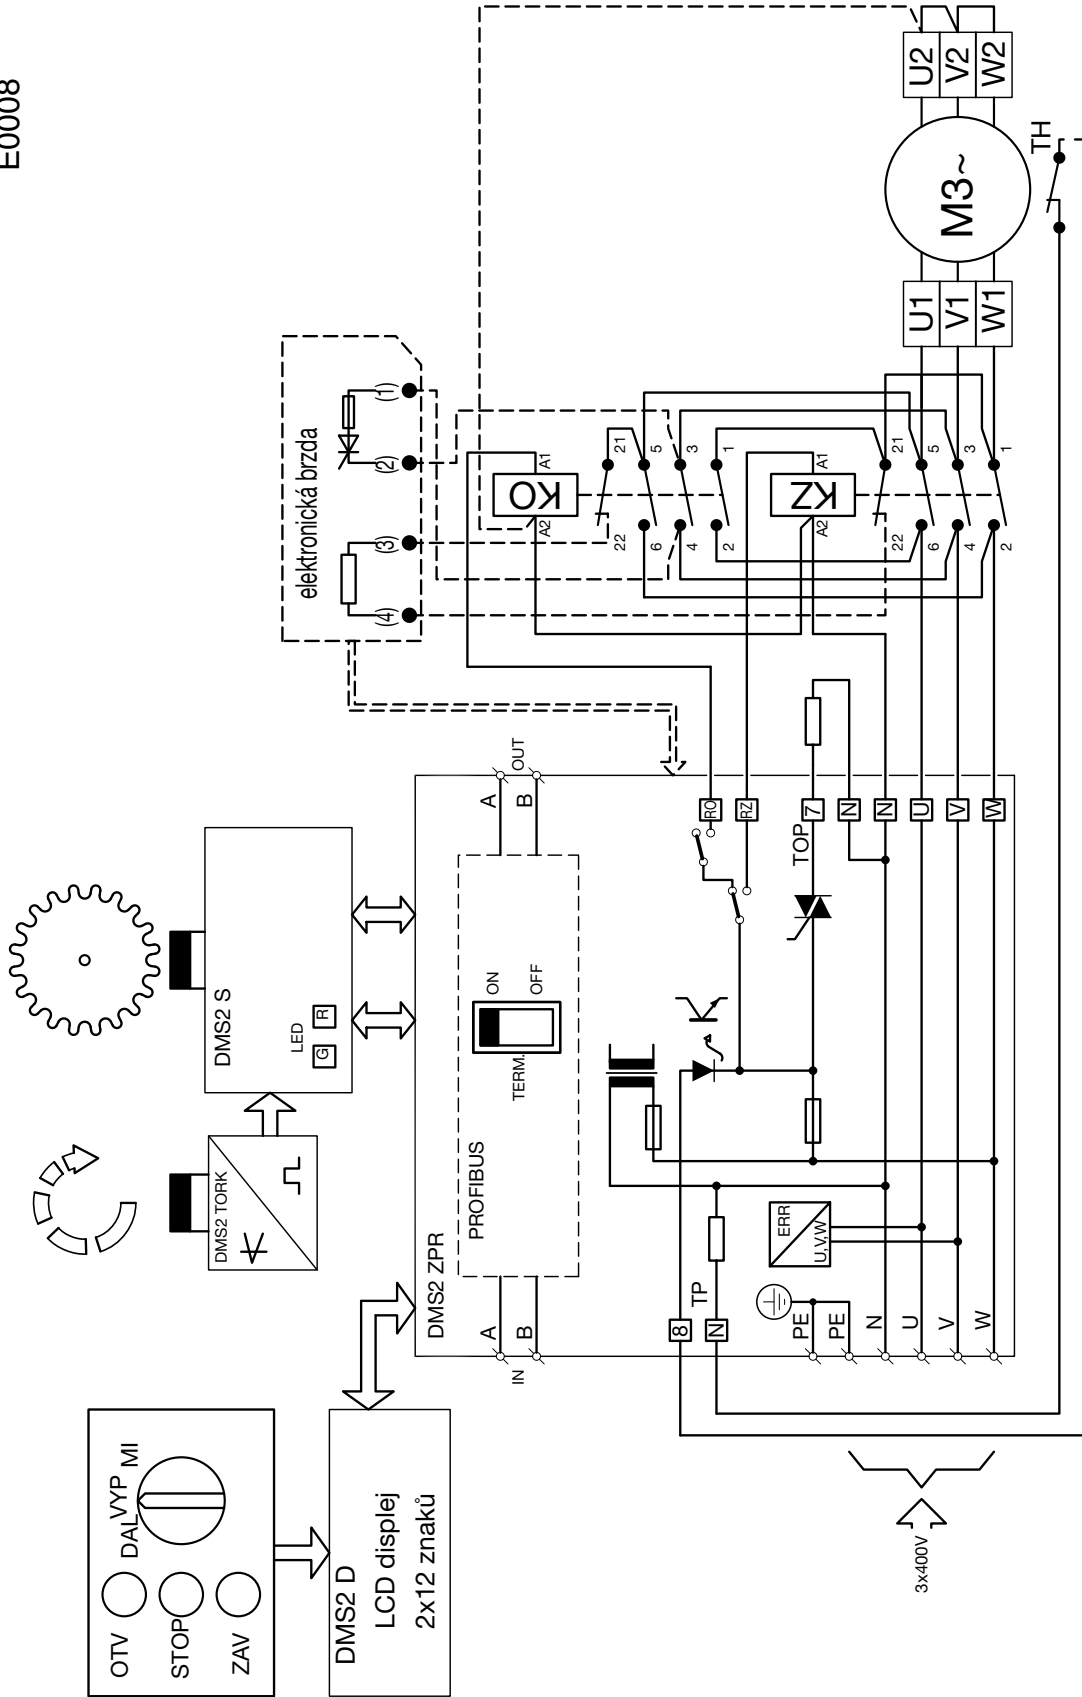 E0008
U2
V2
W2
M3~
TH
U1
V1
W1
elektronická brzda
(1)
(2)
(3)
(4)
KO
A1
A2
21
5
3
1
22
6
4
2
KZ
A1
A2
21
5
3
1
22
6
4
2
DMS2 S
LED
G
R
DMS2 TORK
DMS2 ZPR
PROFIBUS
TERM.
ON
OFF
A
B
OUT
A
B
IN
RO
RZ
TOP
7
N
N
U
V
W
ERR
U,V,W
TP
8
N
PE
PE
N
U
V
W
3x400V
DAL
VYP
MI
OTV
STOP
ZAV
DMS2 D
LCD displej
2x12 znaků